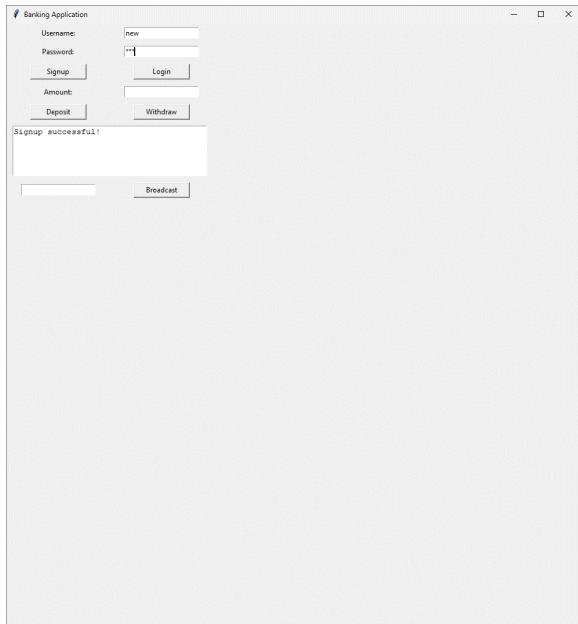 Banking Application
Username: new
Password: ***
Signup Login
Amount:
Deposit Withdraw
Signup successful!
Broadcast